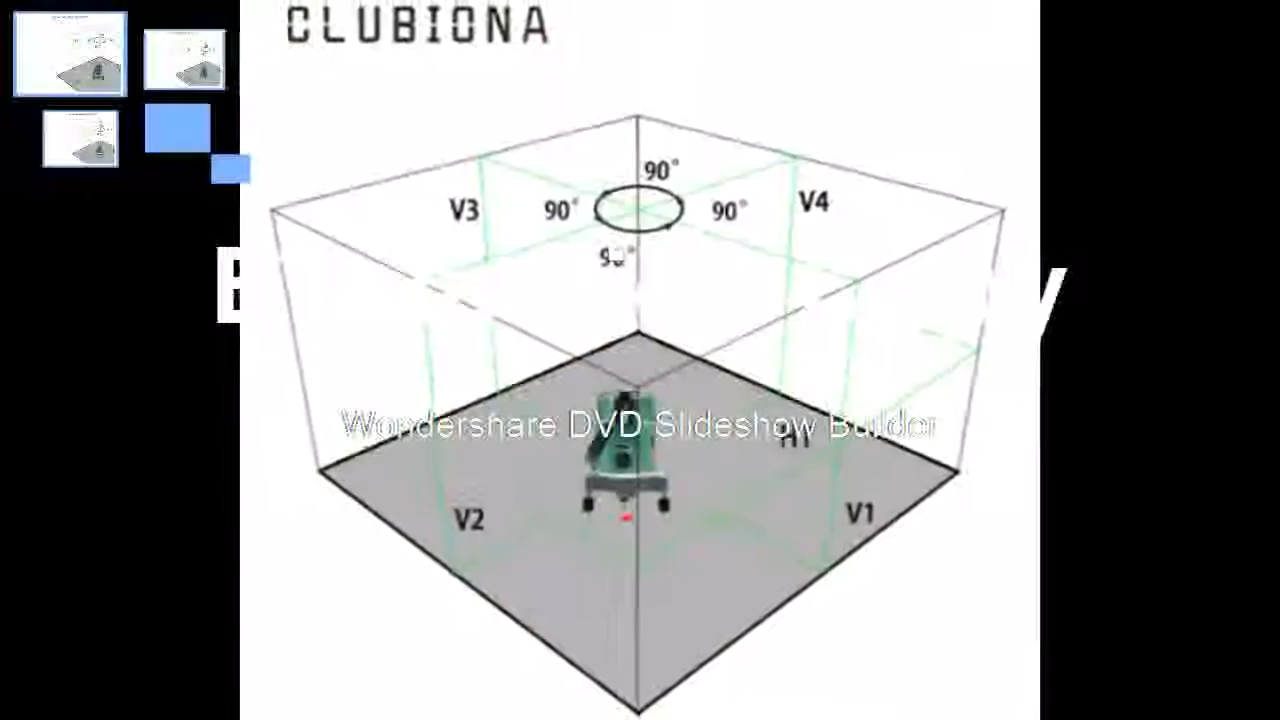 CLUBIONA
90°
V3
90°
90°
V4
90°
Wondershare DVD Slideshow Builder
H1
V2
V1